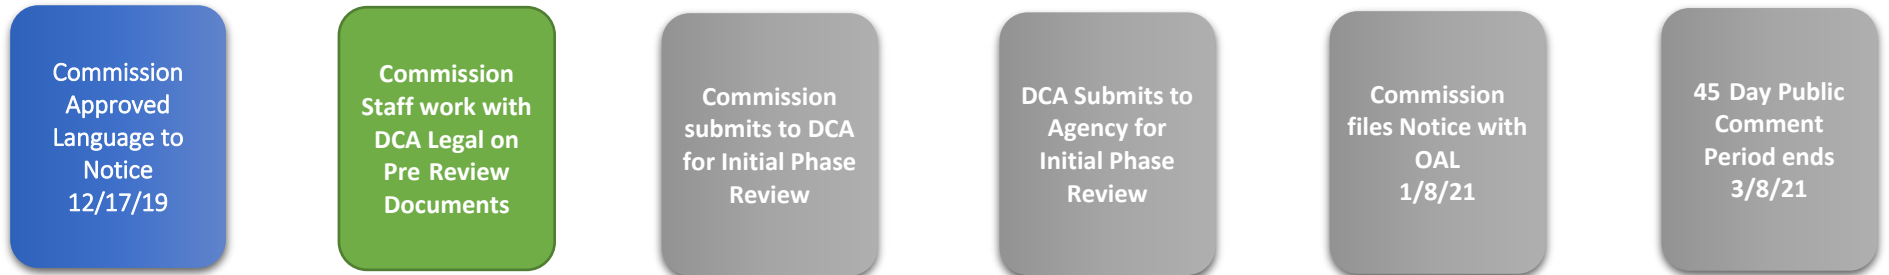 Commission
Approved
Language to
Notice
12/17/19
Commission
Staff work with
DCA Legal on
Pre Review
Documents
Commission
submits to DCA
for Initial Phase
Review
DCA Submits to
Agency for
Initial Phase
Review
Commission
files Notice with
OAL
1/8/21
45 Day Public
Comment
Period ends
3/8/21